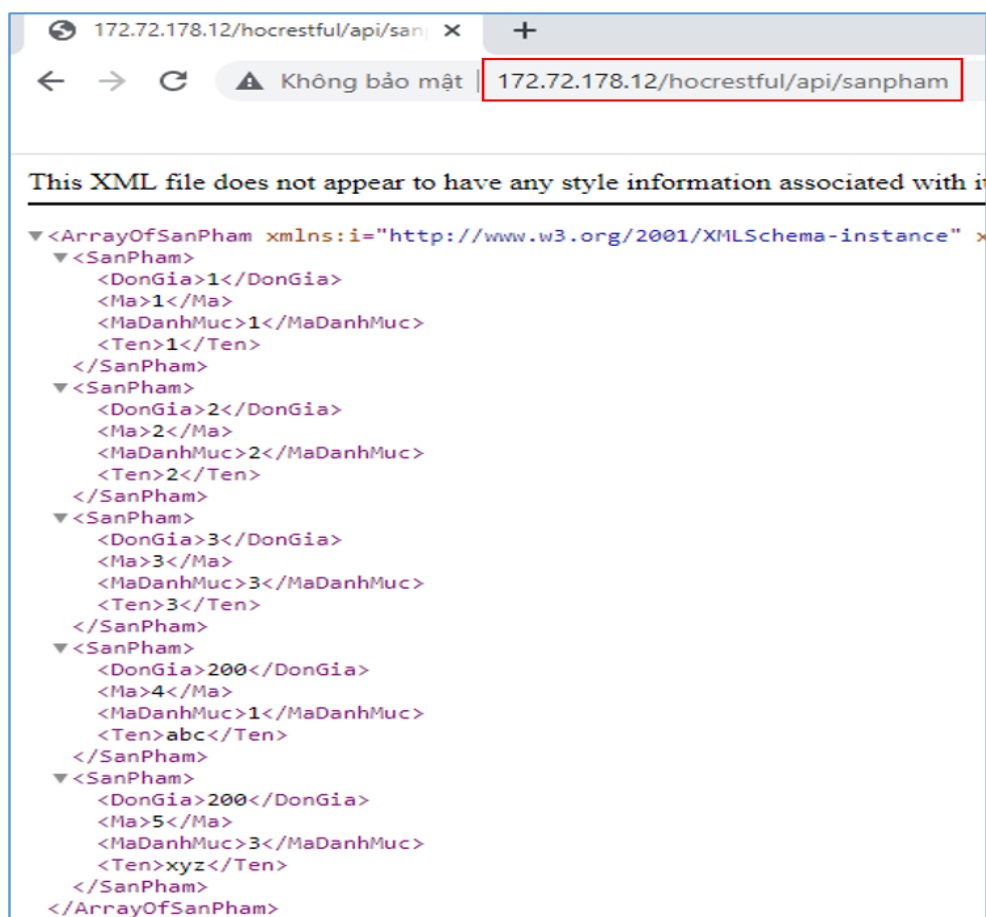 172.72.178.12/hocrestful/api/san
Không bảo mật | 172.72.178.12/hocrestful/api/sanpham
This XML file does not appear to have any style information associated with it
<ArrayOfSanPham xmlns:i="http://www.w3.org/2001/XMLSchema-instance" x
<SanPham>
<DonGia>1</DonGia>
<Ma>1</Ma>
<MaDanhMuc>1</MaDanhMuc>
<Ten>1</Ten>
</SanPham>
<SanPham>
<DonGia>2</DonGia>
<Ma>2</Ma>
<MaDanhMuc>2</MaDanhMuc>
<Ten>2</Ten>
</SanPham>
<SanPham>
<DonGia>3</DonGia>
<Ma>3</Ma>
<MaDanhMuc>3</MaDanhMuc>
<Ten>3</Ten>
</SanPham>
<SanPham>
<DonGia>200</DonGia>
<Ma>4</Ma>
<MaDanhMuc>1</MaDanhMuc>
<Ten>abc</Ten>
</SanPham>
<SanPham>
<DonGia>200</DonGia>
<Ma>5</Ma>
<MaDanhMuc>3</MaDanhMuc>
<Ten>xyz</Ten>
</SanPham>
</ArrayOfSanPham>